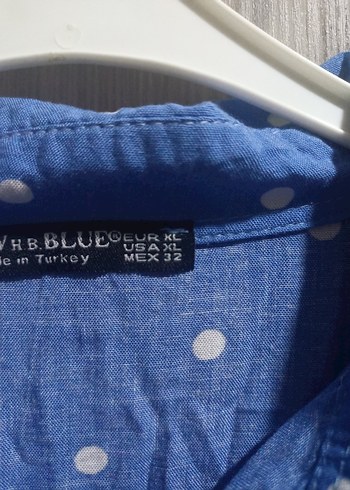 H B.BLUE® EUR XL
USA XL
in Turkey MEX 32